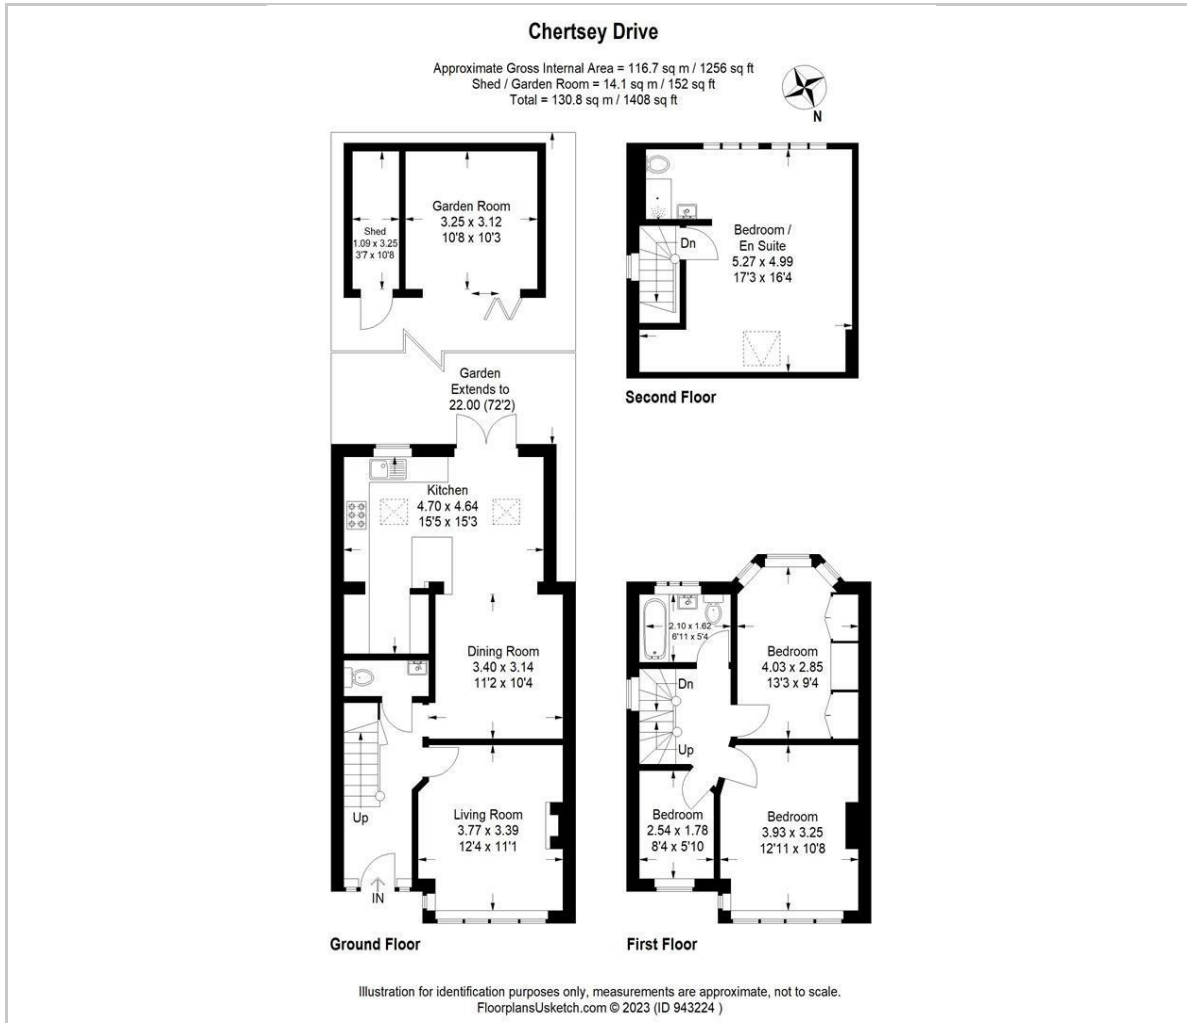 Chertsey Drive
Approximate Gross Internal Area = 116.7 sq m / 1256 sq ft
Shed / Garden Room = 14.1 sq m / 152 sq ft
Total = 130.8 sq m / 1408 sq ft
N
Shed
1.09 x 3.25
3'7 x 10'8
Garden Room
3.25 x 3.12
10'8 x 10'3
Garden
Extends to
22.00 (72'2)
Kitchen
4.70 x 4.64
15'5 x 15'3
Dining Room
3.40 x 3.14
11'2 x 10'4
Living Room
3.77 x 3.39
12'4 x 11'1
Up
IN
Ground Floor
Dn
Bedroom /
En Suite
5.27 x 4.99
17'3 x 16'4
Second Floor
2.10 x 1.62
6'11 x 5'4
Bedroom
4.03 x 2.85
13'3 x 9'4
Dn
Up
Bedroom
2.54 x 1.78
8'4 x 5'10
Bedroom
3.93 x 3.25
12'11 x 10'8
First Floor
Illustration for identification purposes only, measurements are approximate, not to scale.
FloorplansUsketch.com © 2023 (ID 943224 )